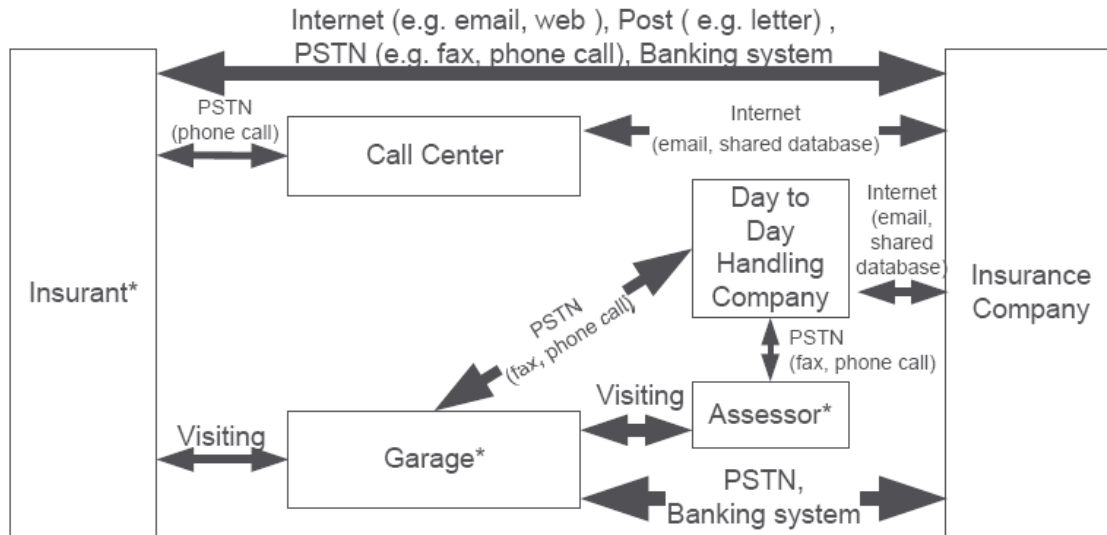 Internet (e.g. email, web ), Post ( e.g. letter) ,
PSTN (e.g. fax, phone call), Banking system
PSTN
(phone call)
Call Center
Internet
(email, shared database)
Day to
Day
Handling
Company
Internet
(email,
shared
database)
Insurant*
Insurance
Company
PSTN
(fax, phone call)
PSTN
(fax, phone call)
Visiting
Assessor*
Visiting
Garage*
PSTN,
Banking system